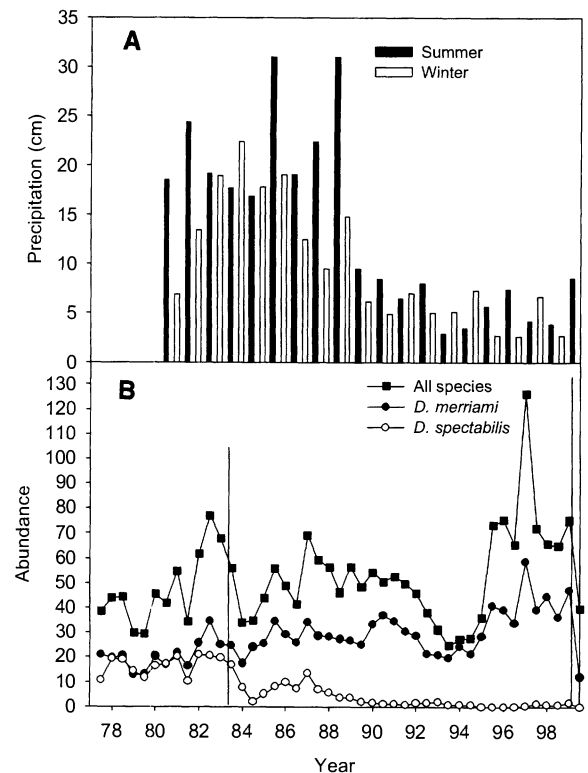 A
Summer
Winter
Precipitation (cm)
35
30
25
20
15
10
5
0
B
All species
D. merriami
D. spectabilis
Abundance
130
120
110
100
90
80
70
60
50
40
30
20
10
0
78 80 82 84 86 88 90 92 94 96 98
Year